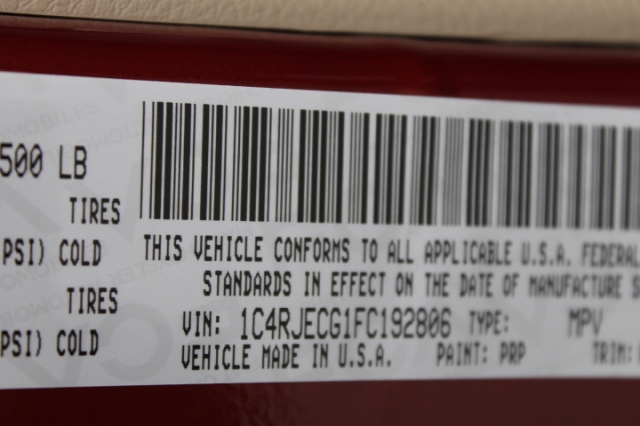 500 LB
TIRES
PSI) COLD
THIS VEHICLE CONFORMS TO ALL APPLICABLE U.S.A. FEDERAL
STANDARDS IN EFFECT ON THE DATE OF MANUFACTURE S
TIRES
VIN: 1C4RJECG1FC192806 TYPE: MPV
PSI) COLD
VEHICLE MADE IN U.S.A. PAINT: PRP TRIM: